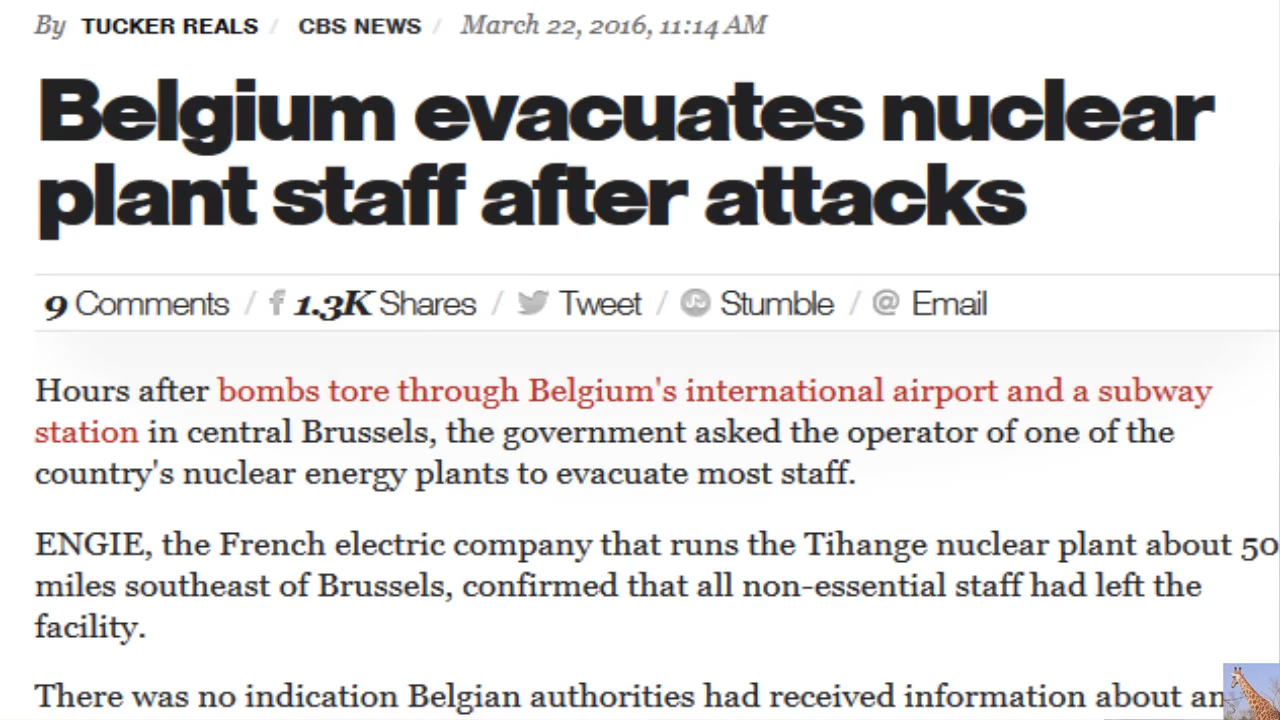 By TUCKER REALS / CBS NEWS / March 22, 2016, 11:14 AM
Belgium evacuates nuclear
plant staff after attacks
9 Comments / f 1.3K Shares / Tweet / Stumble / @ Email
Hours after bombs tore through Belgium's international airport and a subway
station in central Brussels, the government asked the operator of one of the
country's nuclear energy plants to evacuate most staff.
ENGIE, the French electric company that runs the Tihange nuclear plant about 50
miles southeast of Brussels, confirmed that all non-essential staff had left the
facility.
There was no indication Belgian authorities had received information about an